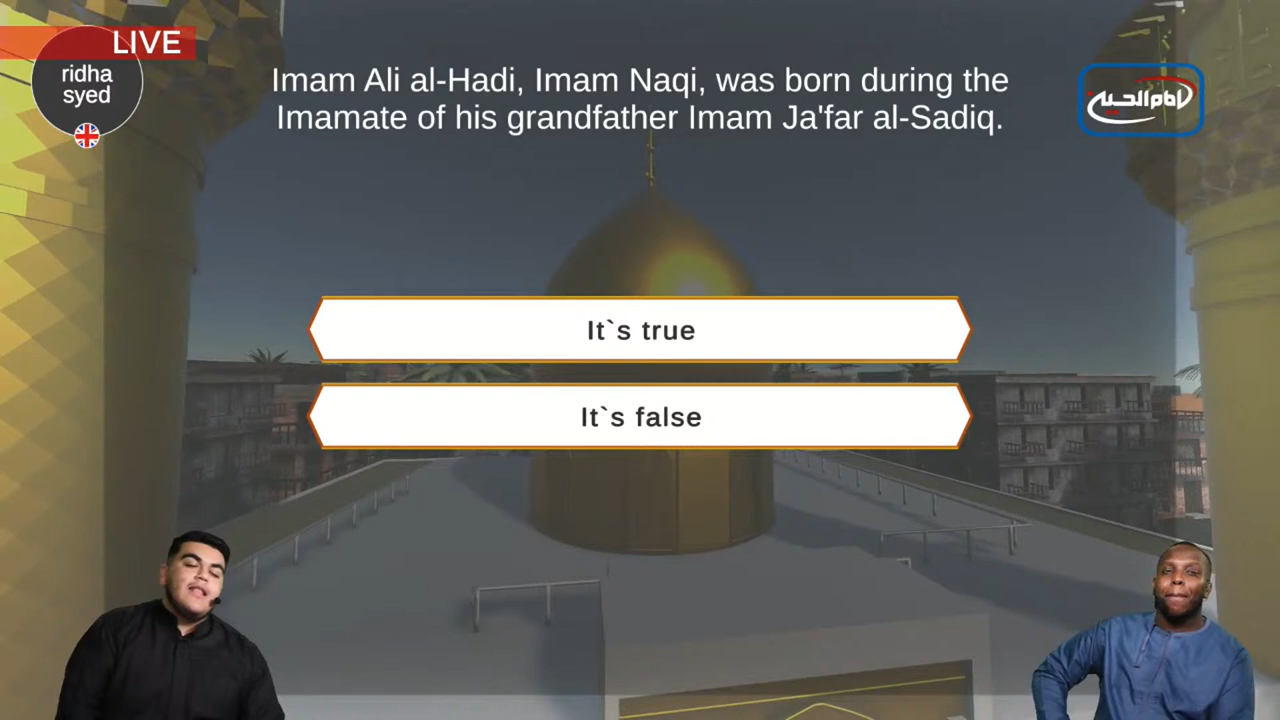 LIVE
ridha
syed
Imam Ali al-Hadi, Imam Naqi, was born during the
Imamate of his grandfather Imam Ja'far al-Sadiq.
امام الحسین
It`s true
It`s false